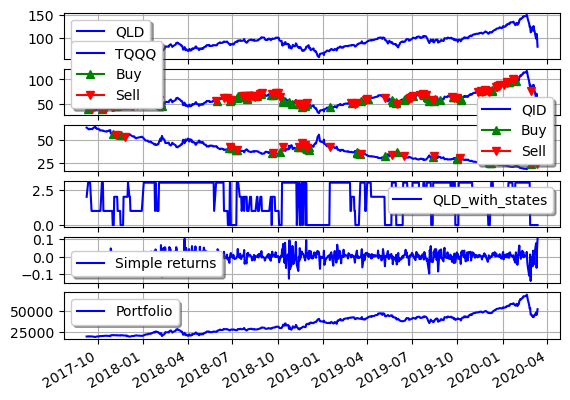 150
100
QLD
TQQQ
Buy
Sell
100
50
QID
Buy
Sell
50
25
2.5
0.0
QLD_with_states
0.1
0.0
−0.1
Simple returns
50000
25000
Portfolio
2017-10
2018-01
2018-04
2018-07
2018-10
2019-01
2019-04
2019-07
2019-10
2020-01
2020-04